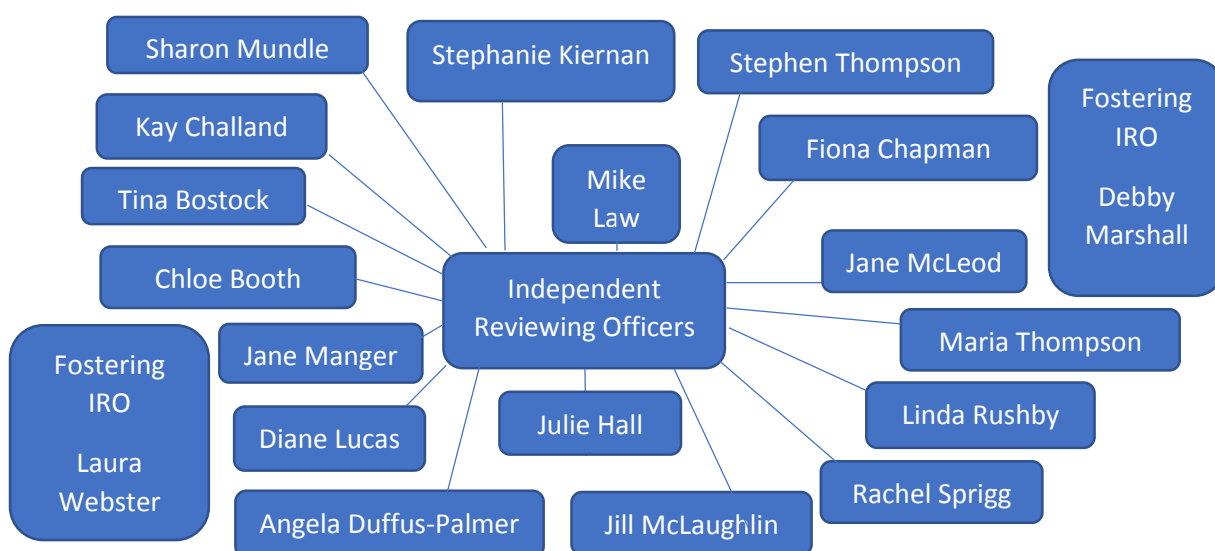 Sharon Mundle
Stephanie Kiernan
Stephen Thompson
Kay Challand
Fiona Chapman
Fostering
IRO
Debby
Marshall
Mike
Law
Tina Bostock
Chloe Booth
Jane McLeod
Independent
Reviewing Officers
Jane Manger
Maria Thompson
Fostering
IRO
Laura
Webster
Diane Lucas
Julie Hall
Linda Rushby
Angela Duffus-Palmer
Jill McLaughlin
Rachel Sprigg